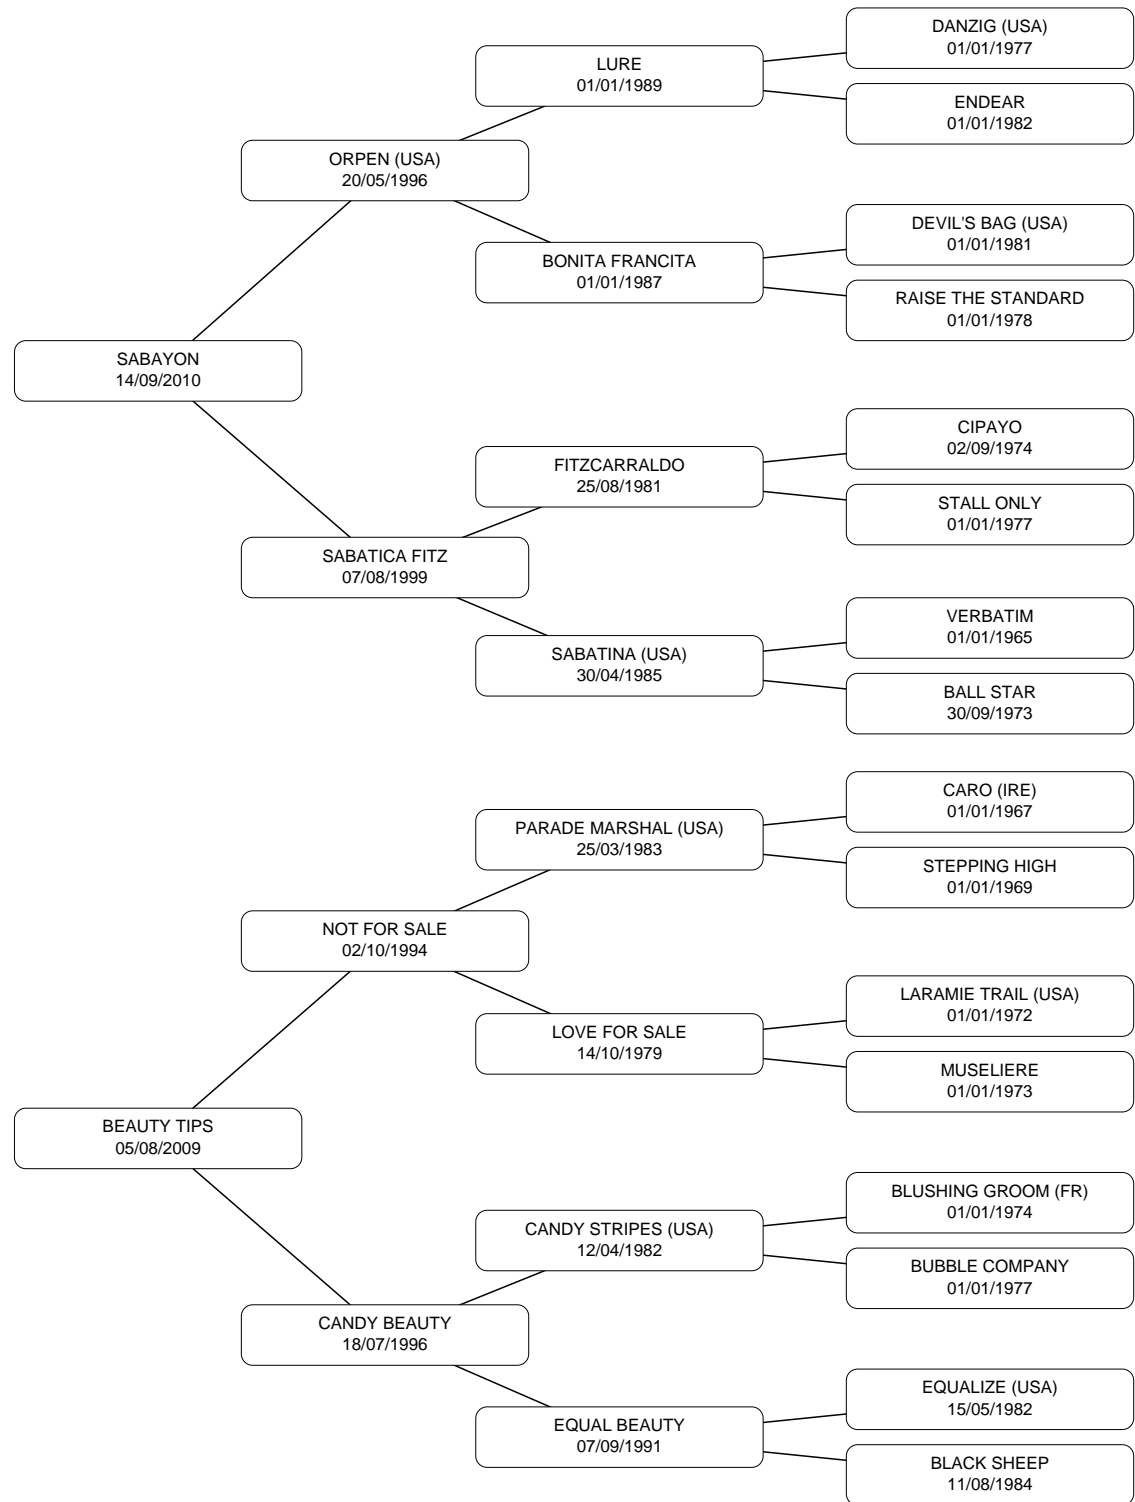 DANZIG (USA)
01/01/1977
LURE
01/01/1989
ENDEAR
01/01/1982
ORPEN (USA)
20/05/1996
DEVIL'S BAG (USA)
01/01/1981
BONITA FRANCITA
01/01/1987
RAISE THE STANDARD
01/01/1978
SABAYON
14/09/2010
CIPAYO
02/09/1974
FITZCARRALDO
25/08/1981
STALL ONLY
01/01/1977
SABATICA FITZ
07/08/1999
VERBATIM
01/01/1965
SABATINA (USA)
30/04/1985
BALL STAR
30/09/1973
CARO (IRE)
01/01/1967
PARADE MARSHAL (USA)
25/03/1983
STEPPING HIGH
01/01/1969
NOT FOR SALE
02/10/1994
LARAMIE TRAIL (USA)
01/01/1972
LOVE FOR SALE
14/10/1979
MUSELIERE
01/01/1973
BEAUTY TIPS
05/08/2009
BLUSHING GROOM (FR)
01/01/1974
CANDY STRIPES (USA)
12/04/1982
BUBBLE COMPANY
01/01/1977
CANDY BEAUTY
18/07/1996
EQUALIZE (USA)
15/05/1982
EQUAL BEAUTY
07/09/1991
BLACK SHEEP
11/08/1984